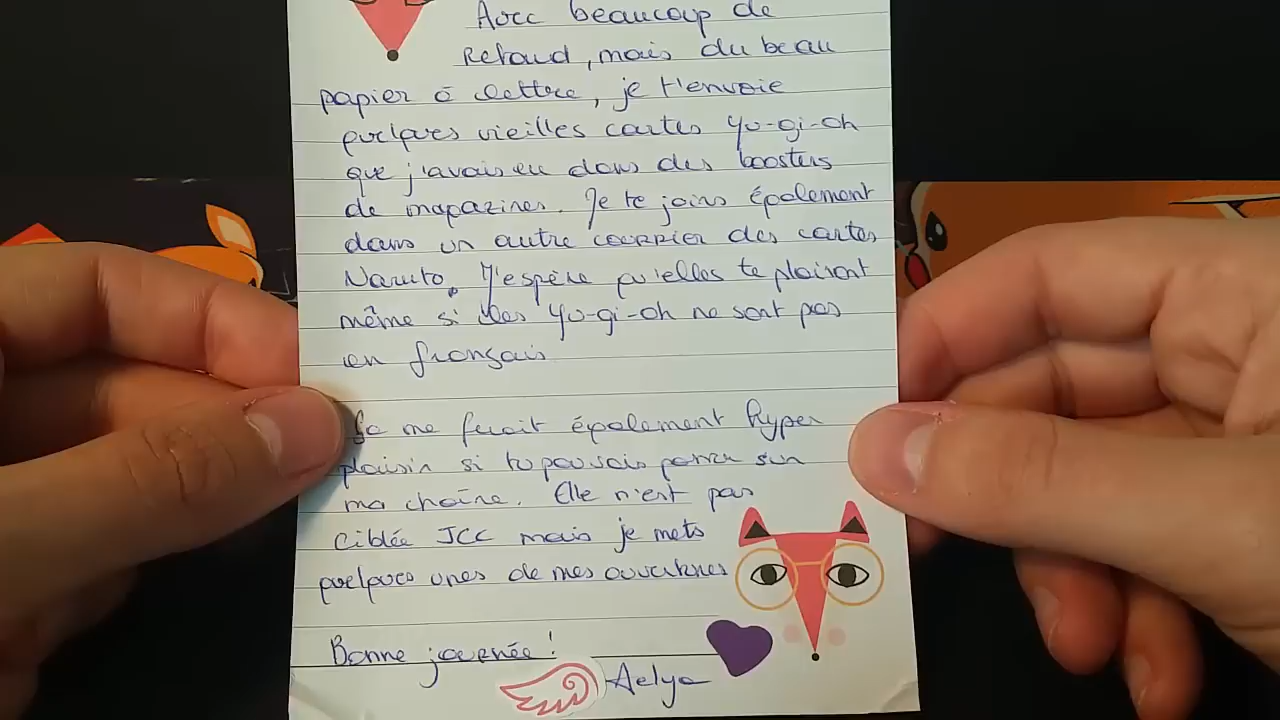 Avec beaucoup de
Retard, mais du beau
papier à lettre, je t'envoie
quelques vieilles cartes Yu-gi-oh
que j'avais eu dans des boosters
de magazines. Je te joins également
dans un autre courrier des cartes
Naruto. J'espère qu'elles te plairont
même si les Yu-gi-oh ne sont pas
en français
Ça me ferait également hyper
plaisir si tu pouvais passer sur
ma chaîne. Elle n'est pas
ciblée JCC mais je mets
quelques unes de mes ouvertures
Bonne journée !
Aelya